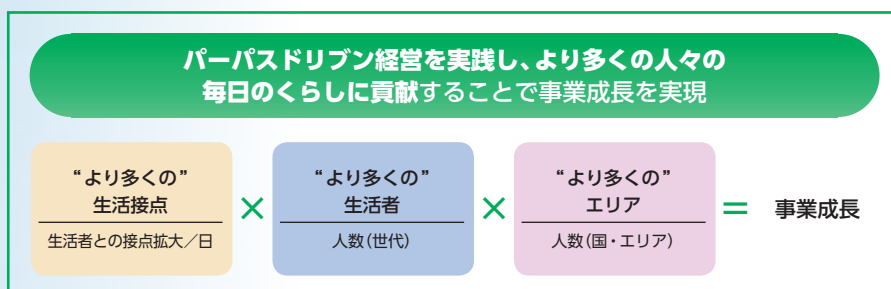 パーパスドリブン経営を実践し、より多くの人々の
毎日のくらしに貢献することで事業成長を実現
“より多くの”
生活接点
生活者との接点拡大／日
×
“より多くの”
生活者
人数（世代）
×
“より多くの”
エリア
人数（国・エリア）
＝
事業成長